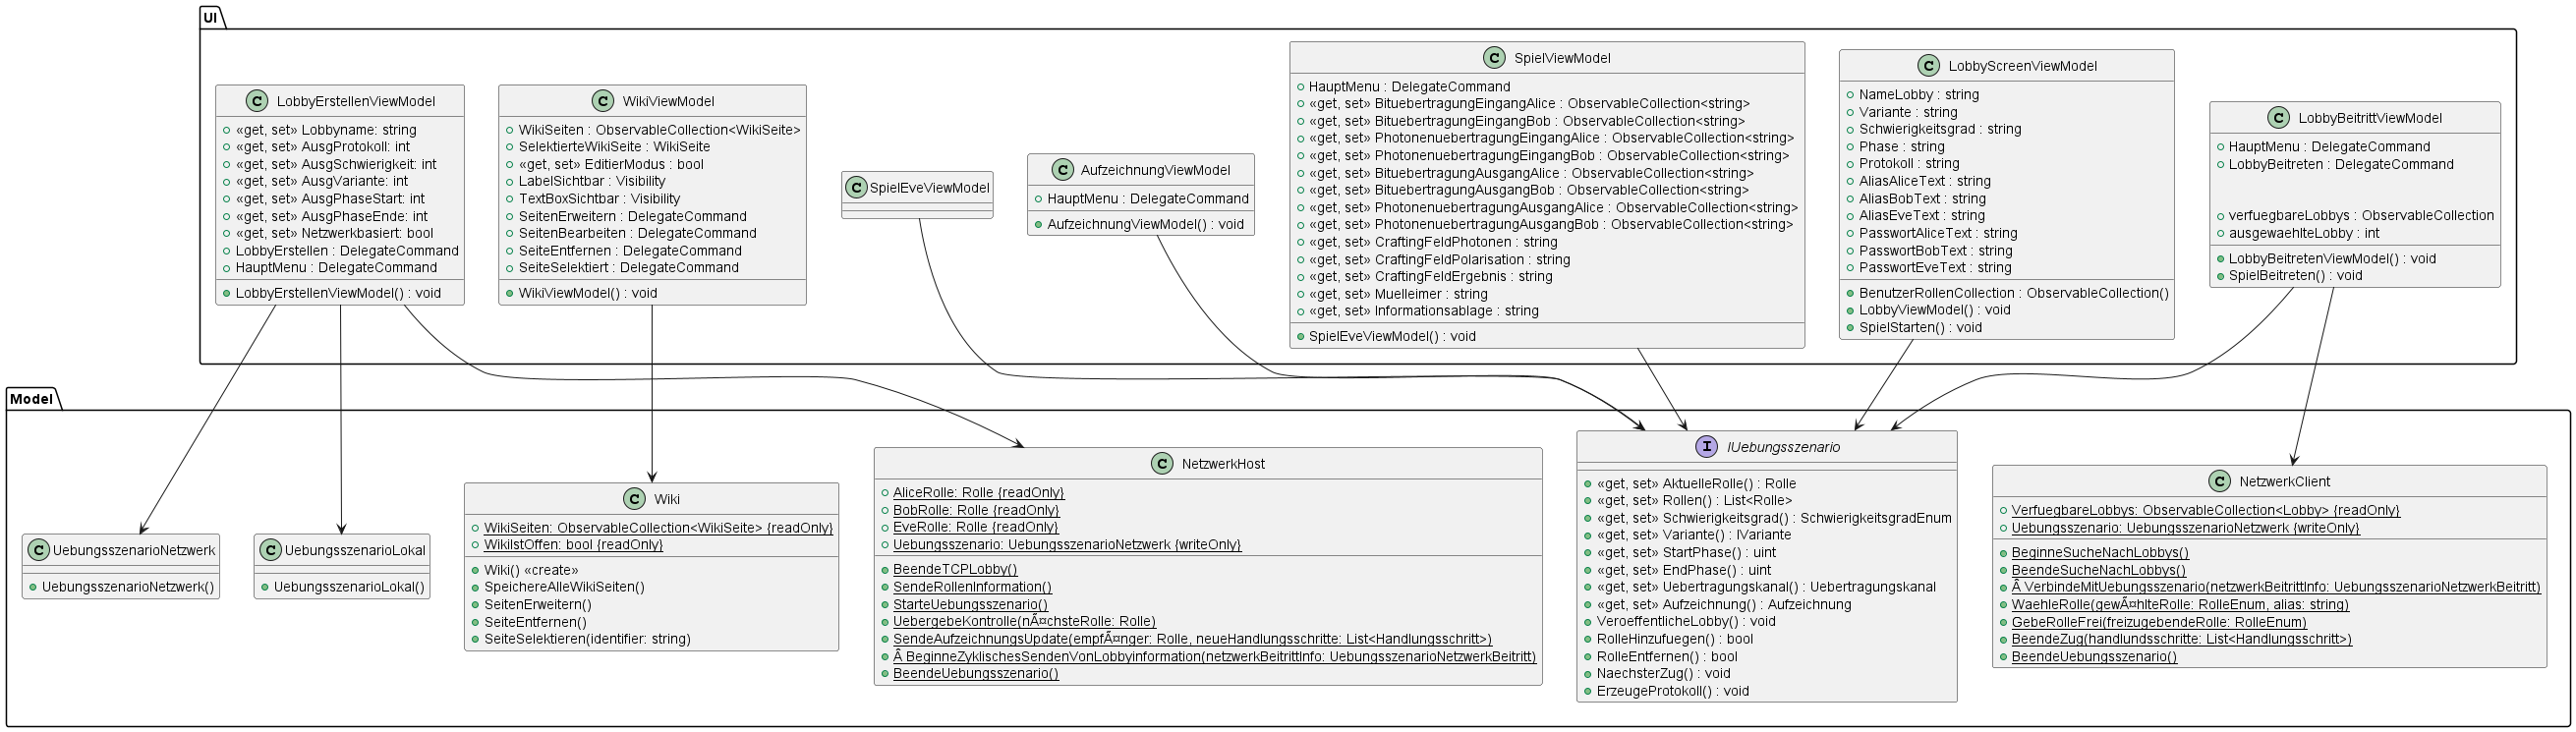 UI
LobbyErstellenViewModel
«get, set» Lobbyname: string
«get, set» AusgProtokoll: int
«get, set» AusgSchwierigkeit: int
«get, set» AusgVariante: int
«get, set» AusgPhaseStart: int
«get, set» AusgPhaseEnde: int
«get, set» Netzwerkbasiert: bool
LobbyErstellen : DelegateCommand
HauptMenu : DelegateCommand
LobbyErstellenViewModel() : void
WikiViewModel
WikiSeiten : ObservableCollection<WikiSeite>
SelektierteWikiSeite : WikiSeite
«get, set» EditierModus : bool
LabelSichtbar : Visibility
TextBoxSichtbar : Visibility
SeitenErweitern : DelegateCommand
SeitenBearbeiten : DelegateCommand
SeiteEntfernen : DelegateCommand
SeiteSelektiert : DelegateCommand
WikiViewModel() : void
SpielEveViewModel
AufzeichnungViewModel
HauptMenu : DelegateCommand
AufzeichnungViewModel() : void
SpielViewModel
HauptMenu : DelegateCommand
«get, set» BituebertragungEingangAlice : ObservableCollection<string>
«get, set» BituebertragungEingangBob : ObservableCollection<string>
«get, set» PhotonenuebertragungEingangAlice : ObservableCollection<string>
«get, set» PhotonenuebertragungEingangBob : ObservableCollection<string>
«get, set» BituebertragungAusgangAlice : ObservableCollection<string>
«get, set» BituebertragungAusgangBob : ObservableCollection<string>
«get, set» PhotonenuebertragungAusgangAlice : ObservableCollection<string>
«get, set» PhotonenuebertragungAusgangBob : ObservableCollection<string>
«get, set» CraftingFeldPhotonen : string
«get, set» CraftingFeldPolarisation : string
«get, set» CraftingFeldErgebnis : string
«get, set» Muelleimer : string
«get, set» Informationsablage : string
SpielEveViewModel() : void
LobbyScreenViewModel
NameLobby : string
Variante : string
Schwierigkeitsgrad : string
Phase : string
Protokoll : string
AliasAliceText : string
AliasBobText : string
AliasEveText : string
PasswortAliceText : string
PasswortBobText : string
PasswortEveText : string
BenutzerRollenCollection : ObservableCollection()
LobbyViewModel() : void
SpielStarten() : void
LobbyBeitrittViewModel
HauptMenu : DelegateCommand
LobbyBeitreten : DelegateCommand
verfuegbareLobbys : ObservableCollection
ausgewaehlteLobby : int
LobbyBeitretenViewModel() : void
SpielBeitreten() : void
Model
UebungsszenarioNetzwerk
UebungsszenarioNetzwerk()
UebungsszenarioLokal
UebungsszenarioLokal()
Wiki
WikiSeiten: ObservableCollection<WikiSeite> {readOnly}
WikiIstOffen: bool {readOnly}
Wiki() «create»
SpeichereAlleWikiSeiten()
SeitenErweitern()
SeiteEntfernen()
SeiteSelektieren(identifier: string)
NetzwerkHost
AliceRolle: Rolle {readOnly}
BobRolle: Rolle {readOnly}
EveRolle: Rolle {readOnly}
Uebungsszenario: UebungsszenarioNetzwerk {writeOnly}
BeendeTCPLobby()
SendeRollenInformation()
StarteUebungsszenario()
UebergebeKontrolle(nÃ¤chsteRolle: Rolle)
SendeAufzeichnungsUpdate(empfÃ¤nger: Rolle, neueHandlungsschritte: List<Handlungsschritt>)
Â BeginneZyklischesSendenVonLobbyinformation(netzwerkBeitrittInfo: UebungsszenarioNetzwerkBeitritt)
BeendeUebungsszenario()
IUebungsszenario
«get, set» AktuelleRolle() : Rolle
«get, set» Rollen() : List<Rolle>
«get, set» Schwierigkeitsgrad() : SchwierigkeitsgradEnum
«get, set» Variante() : IVariante
«get, set» StartPhase() : uint
«get, set» EndPhase() : uint
«get, set» Uebertragungskanal() : Uebertragungskanal
«get, set» Aufzeichnung() : Aufzeichnung
VeroeffentlicheLobby() : void
RolleHinzufuegen() : bool
RolleEntfernen() : bool
NaechsterZug() : void
ErzeugeProtokoll() : void
NetzwerkClient
VerfuegbareLobbys: ObservableCollection<Lobby> {readOnly}
Uebungsszenario: UebungsszenarioNetzwerk {writeOnly}
BeginneSucheNachLobbys()
BeendeSucheNachLobbys()
Â VerbindeMitUebungsszenario(netzwerkBeitrittInfo: UebungsszenarioNetzwerkBeitritt)
WaehleRolle(gewÃ¤hlteRolle: RolleEnum, alias: string)
GebeRolleFrei(freizugebendeRolle: RolleEnum)
BeendeZug(handlundsschritte: List<Handlungsschritt>)
BeendeUebungsszenario()